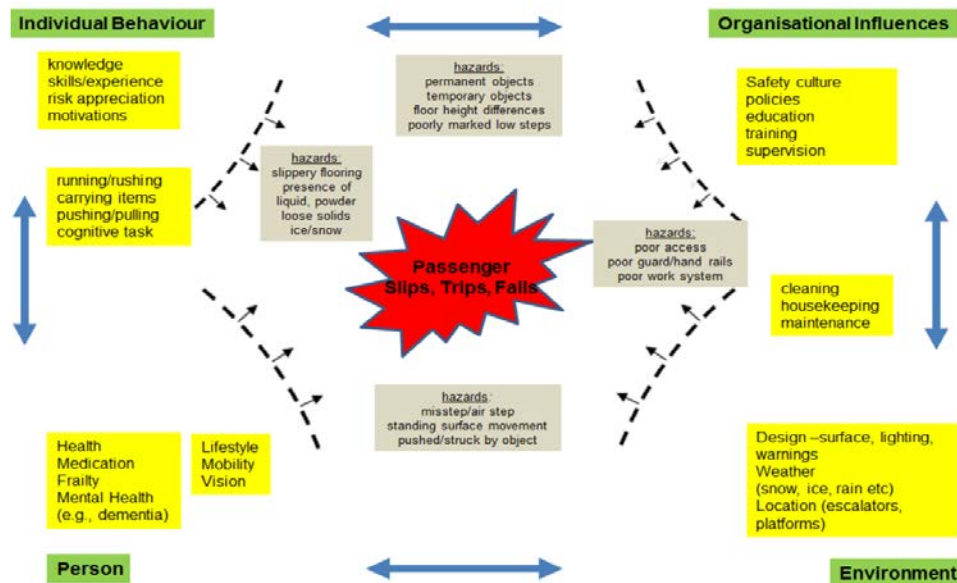 Individual Behaviour
Organisational Influences
knowledge
skills/experience
risk appreciation
motivations
hazards:
permanent objects
temporary objects
floor height differences
poorly marked low steps
Safety culture
policies
education
training
supervision
hazards:
slippery flooring
presence of
liquid, powder
loose solids
ice/snow
running/rushing
carrying items
pushing/pulling
cognitive task
Passenger
Slips, Trips, Falls
hazards:
poor access
poor guard/hand rails
poor work system
cleaning
housekeeping
maintenance
hazards:
misstep/air step
standing surface movement
pushed/struck by object
Health
Medication
Frailty
Mental Health
(e.g., dementia)
Lifestyle
Mobility
Vision
Design –surface, lighting,
warnings
Weather
(snow, ice, rain etc)
Location (escalators,
platforms)
Person
Environment